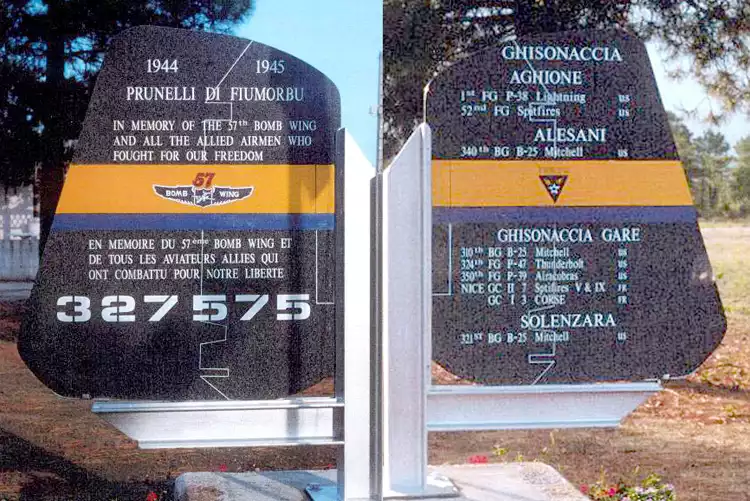 1944 1945
PRUNELLI DI FIUMORBU
IN MEMORY OF THE 57th BOMB WING
AND ALL THE ALLIED AIRMEN WHO
FOUGHT FOR OUR FREEDOM
57
BOMB WING
EN MEMOIRE DU 57ème BOMB WING ET
DE TOUS LES AVIATEURS ALLIES QUI
ONT COMBATTU POUR NOTRE LIBERTE
327575
GHISONACCIA
AGHIONE
1st FG P-38 Lightning US
52nd FG Spitfires
ALESANI
340th BG B-25 Mitchell US
GHISONACCIA GARE
310th BG B-25 Mitchell US
324th FG P-47 Thunderbolt US
350th FG P-39 Airacobras US
NICE GC II 7 Spitfires V & IX FR
GC I 3 CORSE FR
SOLENZARA
321ST BG B-25 Mitchell US